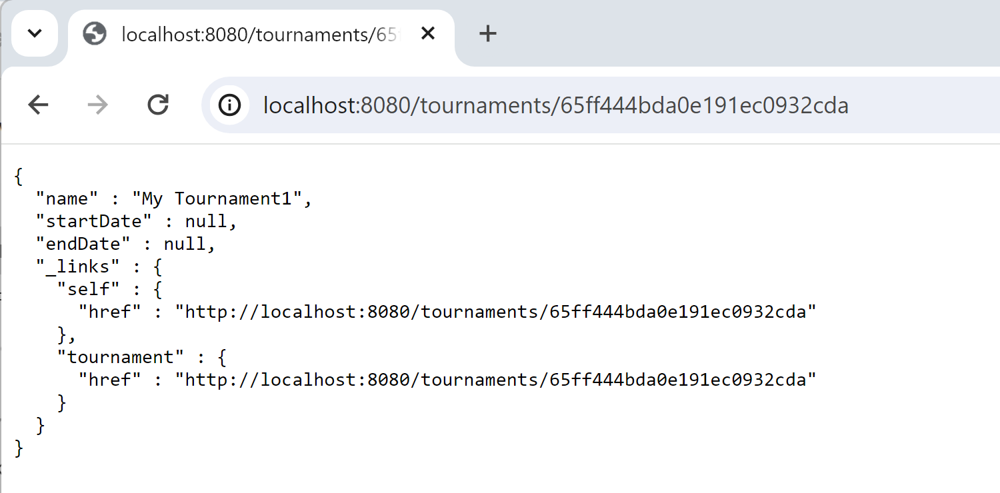 localhost:8080/tournaments/65
localhost:8080/tournaments/65ff444bda0e191ec0932cda
{
  "name" : "My Tournament1",
  "startDate" : null,
  "endDate" : null,
  "_links" : {
    "self" : {
      "href" : "http://localhost:8080/tournaments/65ff444bda0e191ec0932cda"
    },
    "tournament" : {
      "href" : "http://localhost:8080/tournaments/65ff444bda0e191ec0932cda"
    }
  }
}